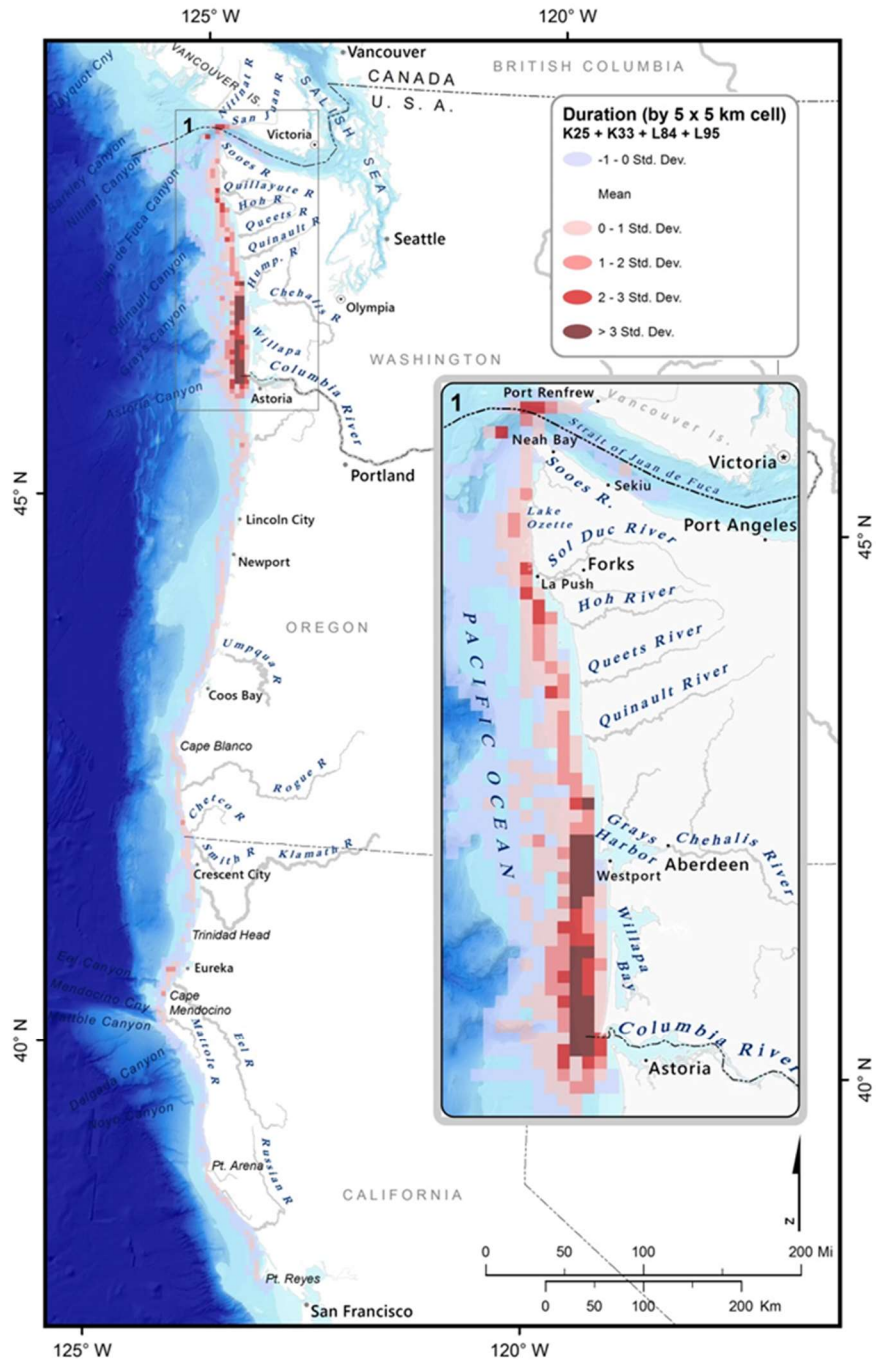 125° W
120° W
Vancouver
CANADA
U. S. A.
BRITISH COLUMBIA
VANCOUVER IS.
Nitinat R
San Juan R
SALISH SEA
1
Victoria
Barkley Canyon
Nitinat Canyon
Juan de Fuca Canyon
Quinault Canyon
Grays Canyon
Astoria Canyon
Sooes R
Quillayute R
Hoh R
Queets R
Quinault R
Hump. R
Chehalis R
Willapa
Columbia River
Seattle
Olympia
WASHINGTON
Astoria
Portland
Duration (by 5 x 5 km cell)
K25 + K33 + L84 + L95
-1 - 0 Std. Dev.
Mean
0 - 1 Std. Dev.
1 - 2 Std. Dev.
2 - 3 Std. Dev.
> 3 Std. Dev.
1
Port Renfrew
Vancouver Is.
Neah Bay
Strait of Juan de Fuca
Victoria
Sooes R.
Sekiu
Lake
Ozette
Port Angeles
Sol Duc River
Forks
La Push
Hoh River
Queets River
Quinault River
PACIFIC OCEAN
Grays
Harbor
Chehalis River
Aberdeen
Westport
Willapa
Bay
Columbia River
Astoria
45° N
45° N
Lincoln City
Newport
OREGON
Umpqua R
Coos Bay
Cape Blanco
Rogue R
Chetco R
Smith R
Klamath R
Crescent City
Trinidad Head
Eel Canyon
Eureka
Mendocino Cny
Cape
Mendocino
Mattole Canyon
40° N
40° N
Mattole R
Eel R
Delgada Canyon
Noyo Canyon
Pt. Arena
Russian R
CALIFORNIA
Pt. Reyes
San Francisco
N
0 50 100 200 Mi
0 50 100 200 Km
125° W
120° W